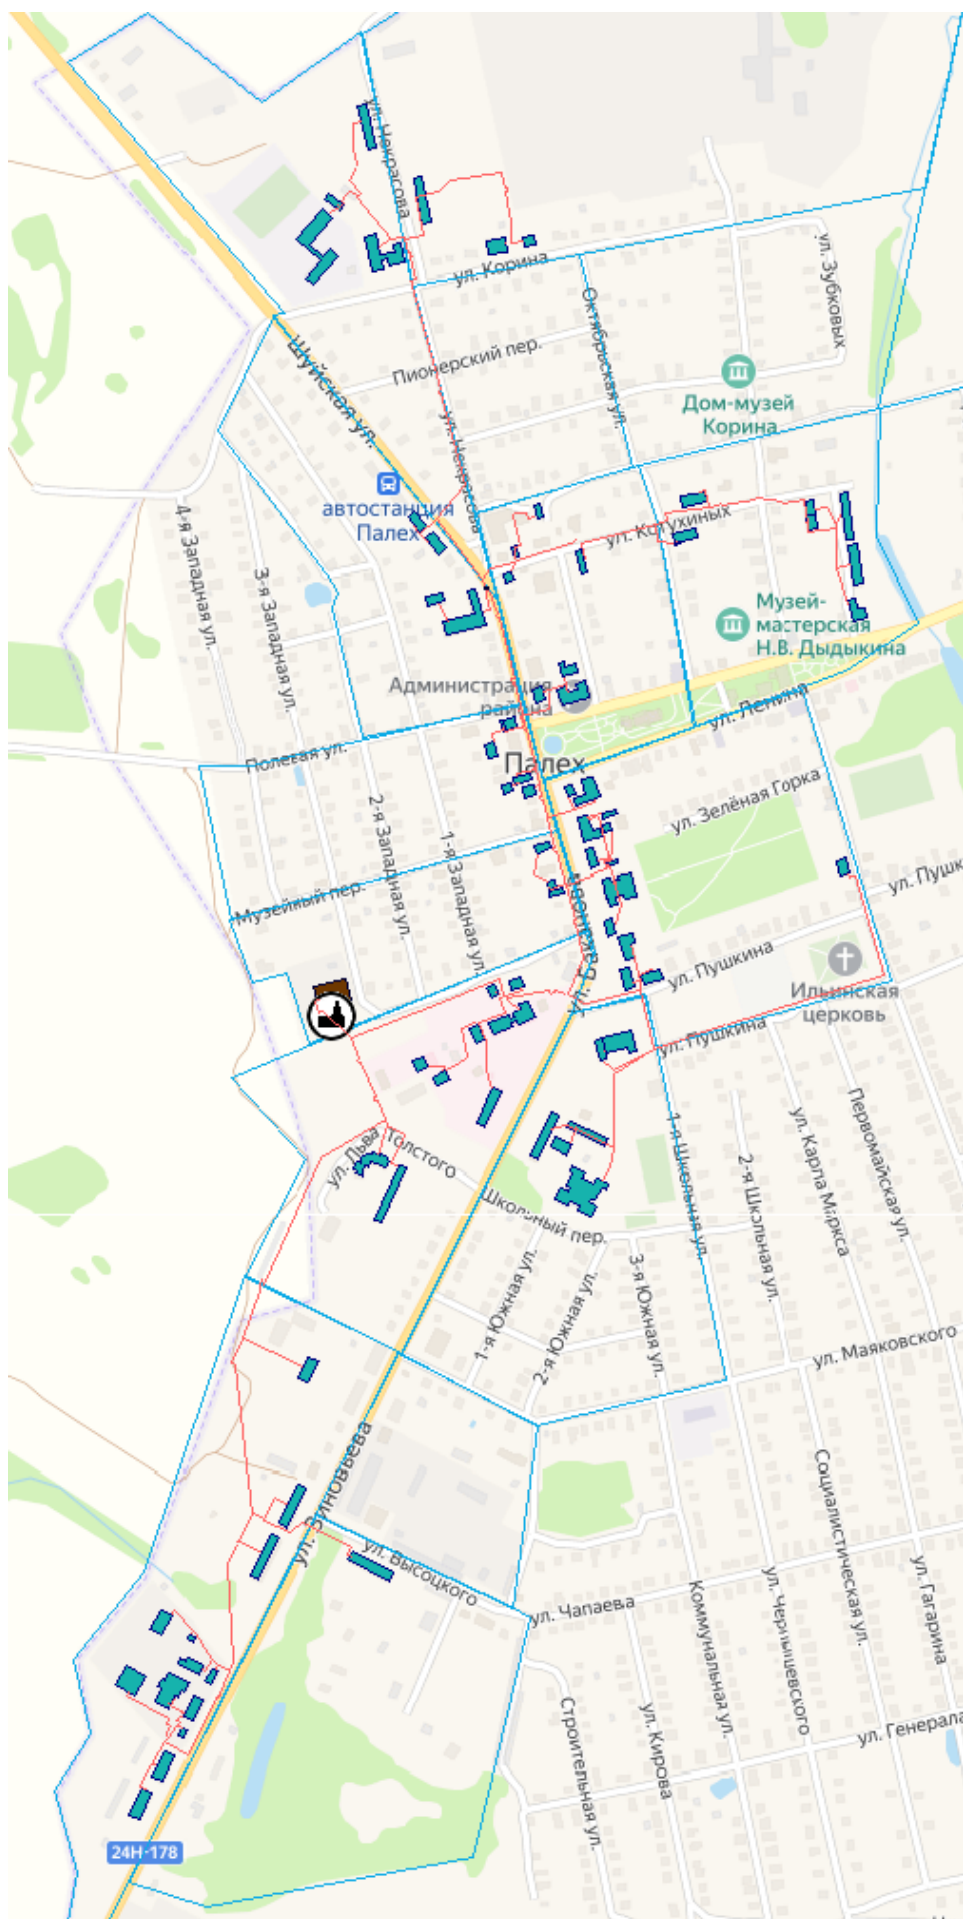 ул. Некрасова
ул. Корина
ул. Зубковых
Октябрьская ул.
Шуйская ул.
Пионерский пер.
Дом-музей
Корина
ул. Некрасова
автостанция
Палех
4-я Западная ул.
3-я Западная ул.
ул. Котухиных
Музей-
мастерская
Н.В. Дыдыкина
Администрация
района
ул. Ленина
Полевая ул.
Палех
ул. Зелёная Горка
2-я Западная ул.
1-я Западная ул.
Музейный пер.
ул. Пушк
ул. Пушкина
Ильинская
церковь
ул. Пушкина
ул. Льва
Толстого
Школьный пер.
1-я Школьная ул.
2-я Школьная ул.
ул. Карла Маркса
Первомайская ул.
1-я Южная ул.
2-я Южная ул.
3-я Южная ул.
ул. Маяковского
ул. Зиновьева
ул. Высоцкого
ул. Чапаева
Социалистическая ул.
ул. Гагарина
Коммунальная ул.
ул. Чернышевского
Строительная ул.
ул. Кирова
ул. Генерала
24Н-178